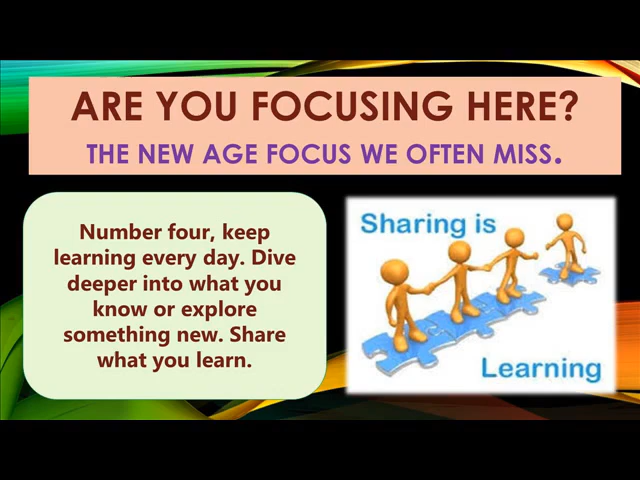 ARE YOU FOCUSING HERE?
THE NEW AGE FOCUS WE OFTEN MISS.
Number four, keep
learning every day. Dive
deeper into what you
know or explore
something new. Share
what you learn.
Sharing is
Learning